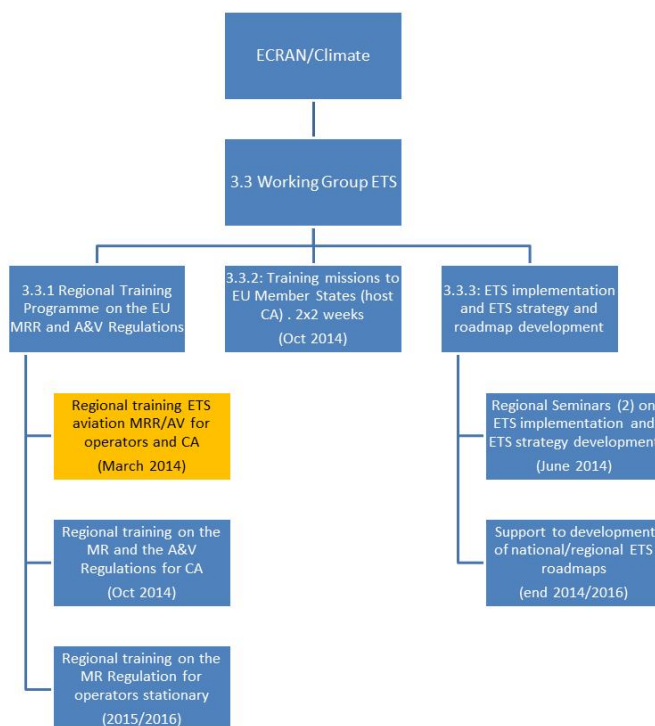 ECRAN/Climate
3.3 Working Group ETS
3.3.1 Regional Training
Programme on the EU
MRR and A&V Regulations
3.3.2: Training missions to
EU Member States (host
CA) . 2x2 weeks
(Oct 2014)
3.3.3: ETS implementation
and ETS strategy and
roadmap development
Regional training ETS
aviation MRR/AV for
operators and CA
(March 2014)
Regional training on the
MR and the A&V
Regulations for CA
(Oct 2014)
Regional training on the
MR Regulation for
operators stationary
(2015/2016)
Regional Seminars (2) on
ETS implementation and
ETS strategy development
(June 2014)
Support to development
of national/regional ETS
roadmaps
(end 2014/2016)